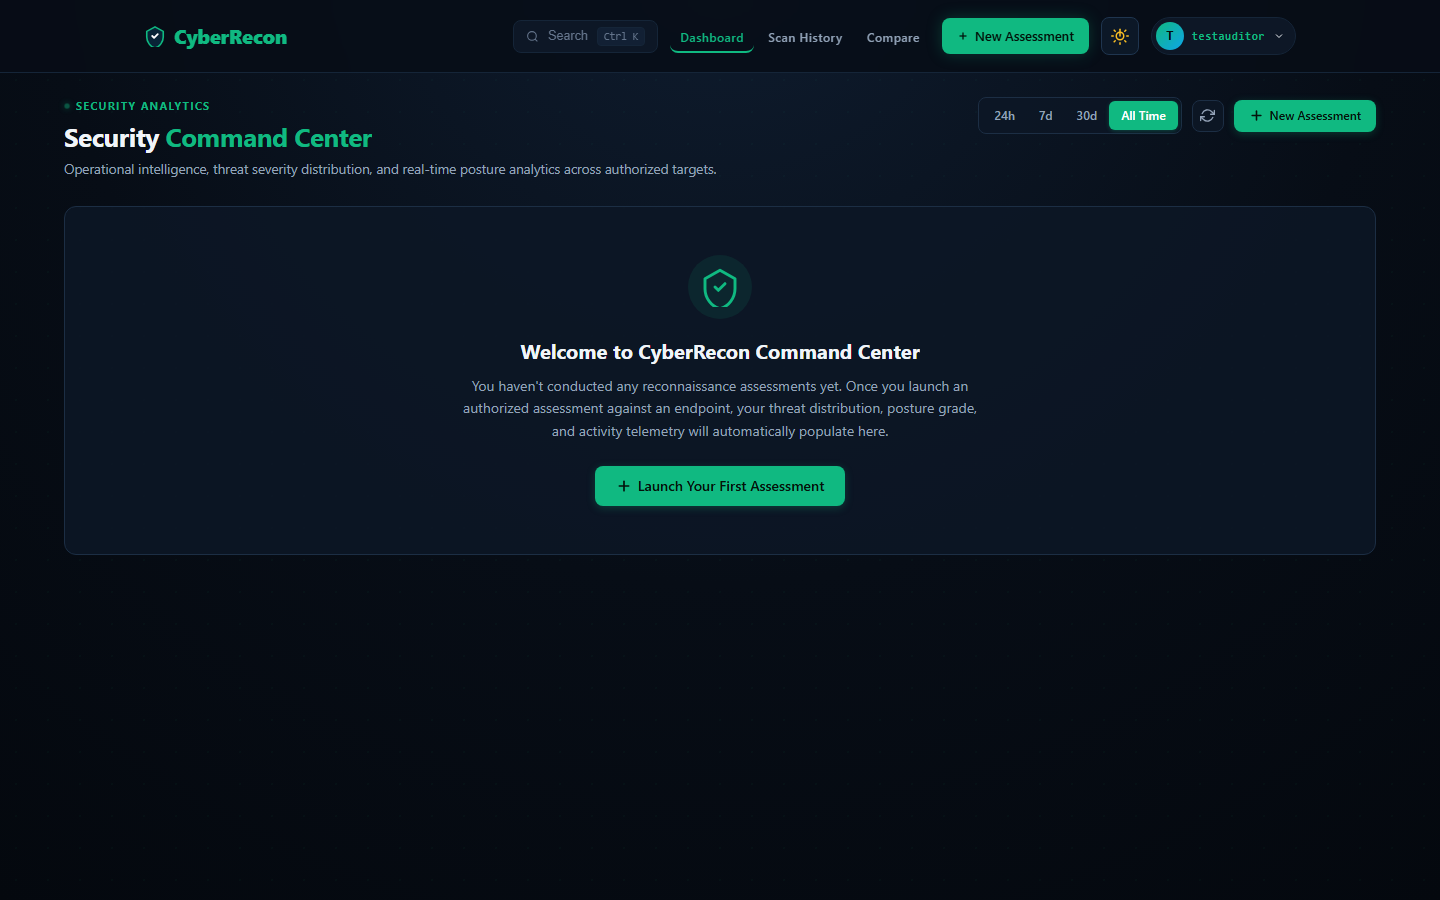 CyberRecon
Search Ctrl K
Dashboard
Scan History
Compare
+ New Assessment
T testauditor
SECURITY ANALYTICS
Security Command Center
Operational intelligence, threat severity distribution, and real-time posture analytics across authorized targets.
24h 7d 30d All Time
+ New Assessment
Welcome to CyberRecon Command Center
You haven't conducted any reconnaissance assessments yet. Once you launch an
authorized assessment against an endpoint, your threat distribution, posture grade,
and activity telemetry will automatically populate here.
+ Launch Your First Assessment